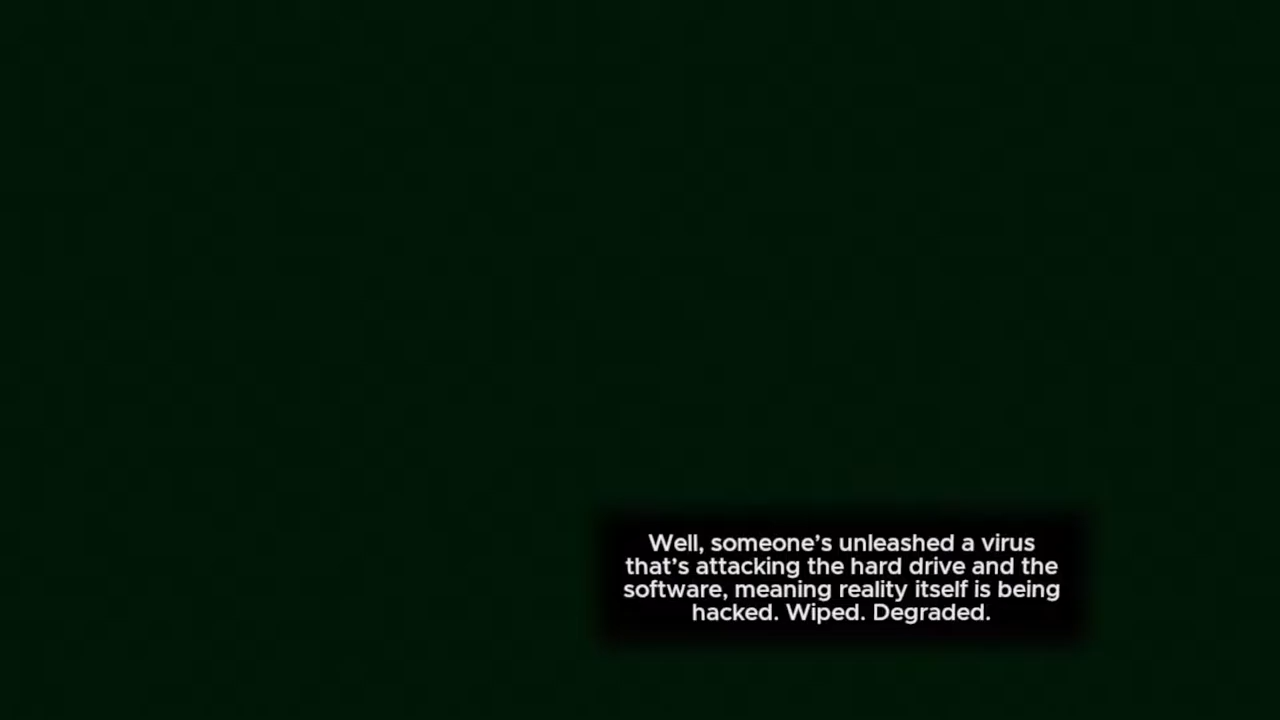 Well, someone’s unleashed a virus
that’s attacking the hard drive and the
software, meaning reality itself is being
hacked. Wiped. Degraded.